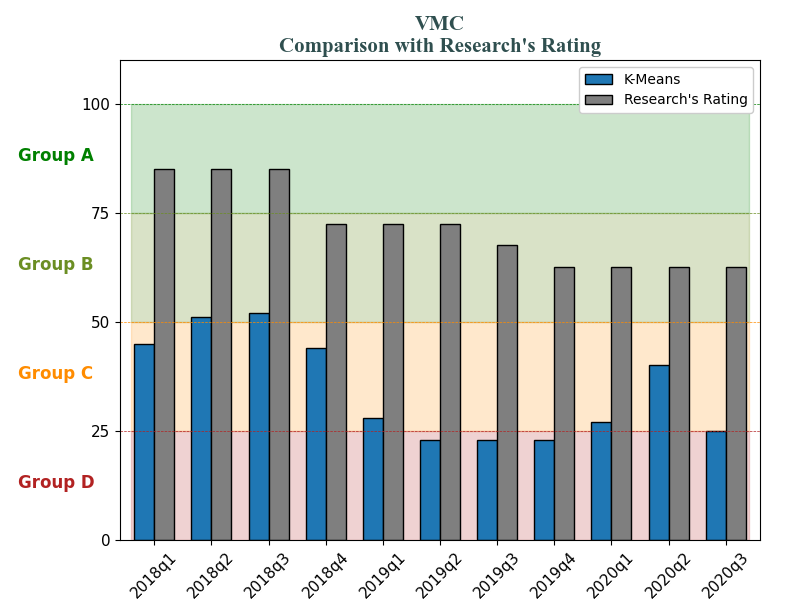 VMC
Comparison with Research's Rating
K-Means
Research's Rating
100
Group A
75
Group B
50
Group C
25
Group D
0
2018q1
2018q2
2018q3
2018q4
2019q1
2019q2
2019q3
2019q4
2020q1
2020q2
2020q3